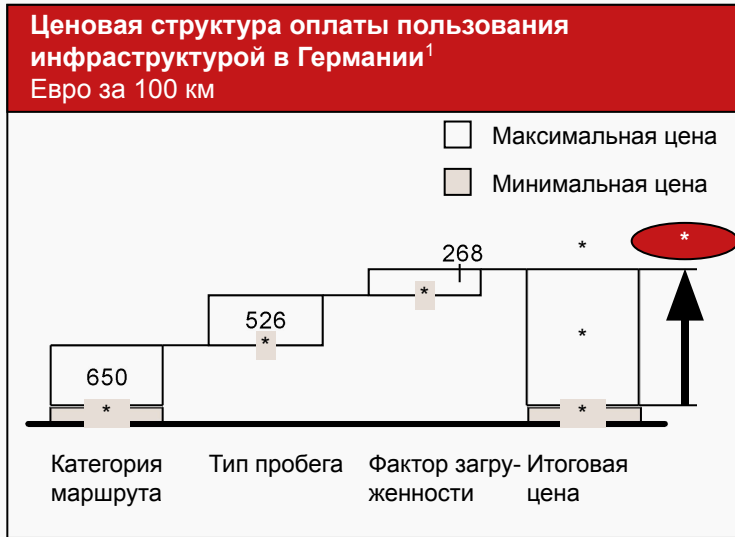 Ценовая структура оплаты пользования
инфраструктурой в Германии¹
Евро за 100 км
Максимальная цена
Минимальная цена
268
*
*
*
526
*
*
650
*
*
Категория
маршрута
Тип пробега
Фактор загру-
женности
Итоговая
цена